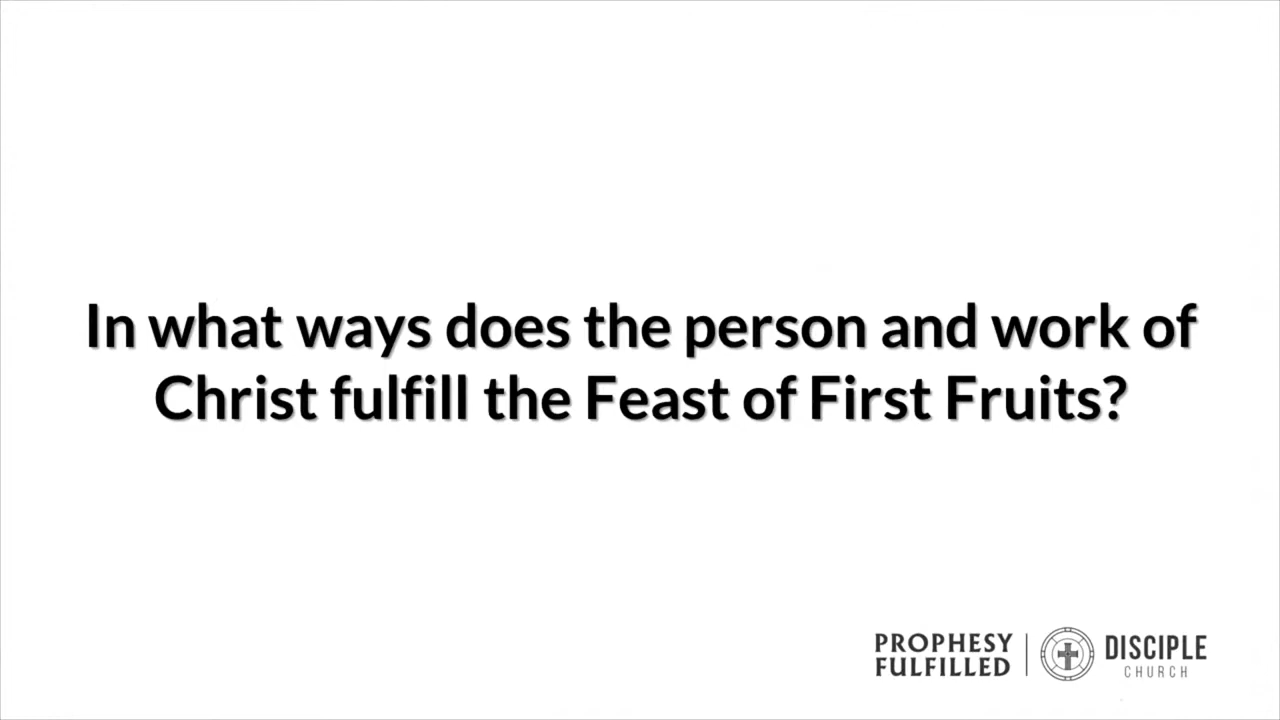 In what ways does the person and work of
Christ fulfill the Feast of First Fruits?
PROPHESY
FULFILLED
DISCIPLE
CHURCH